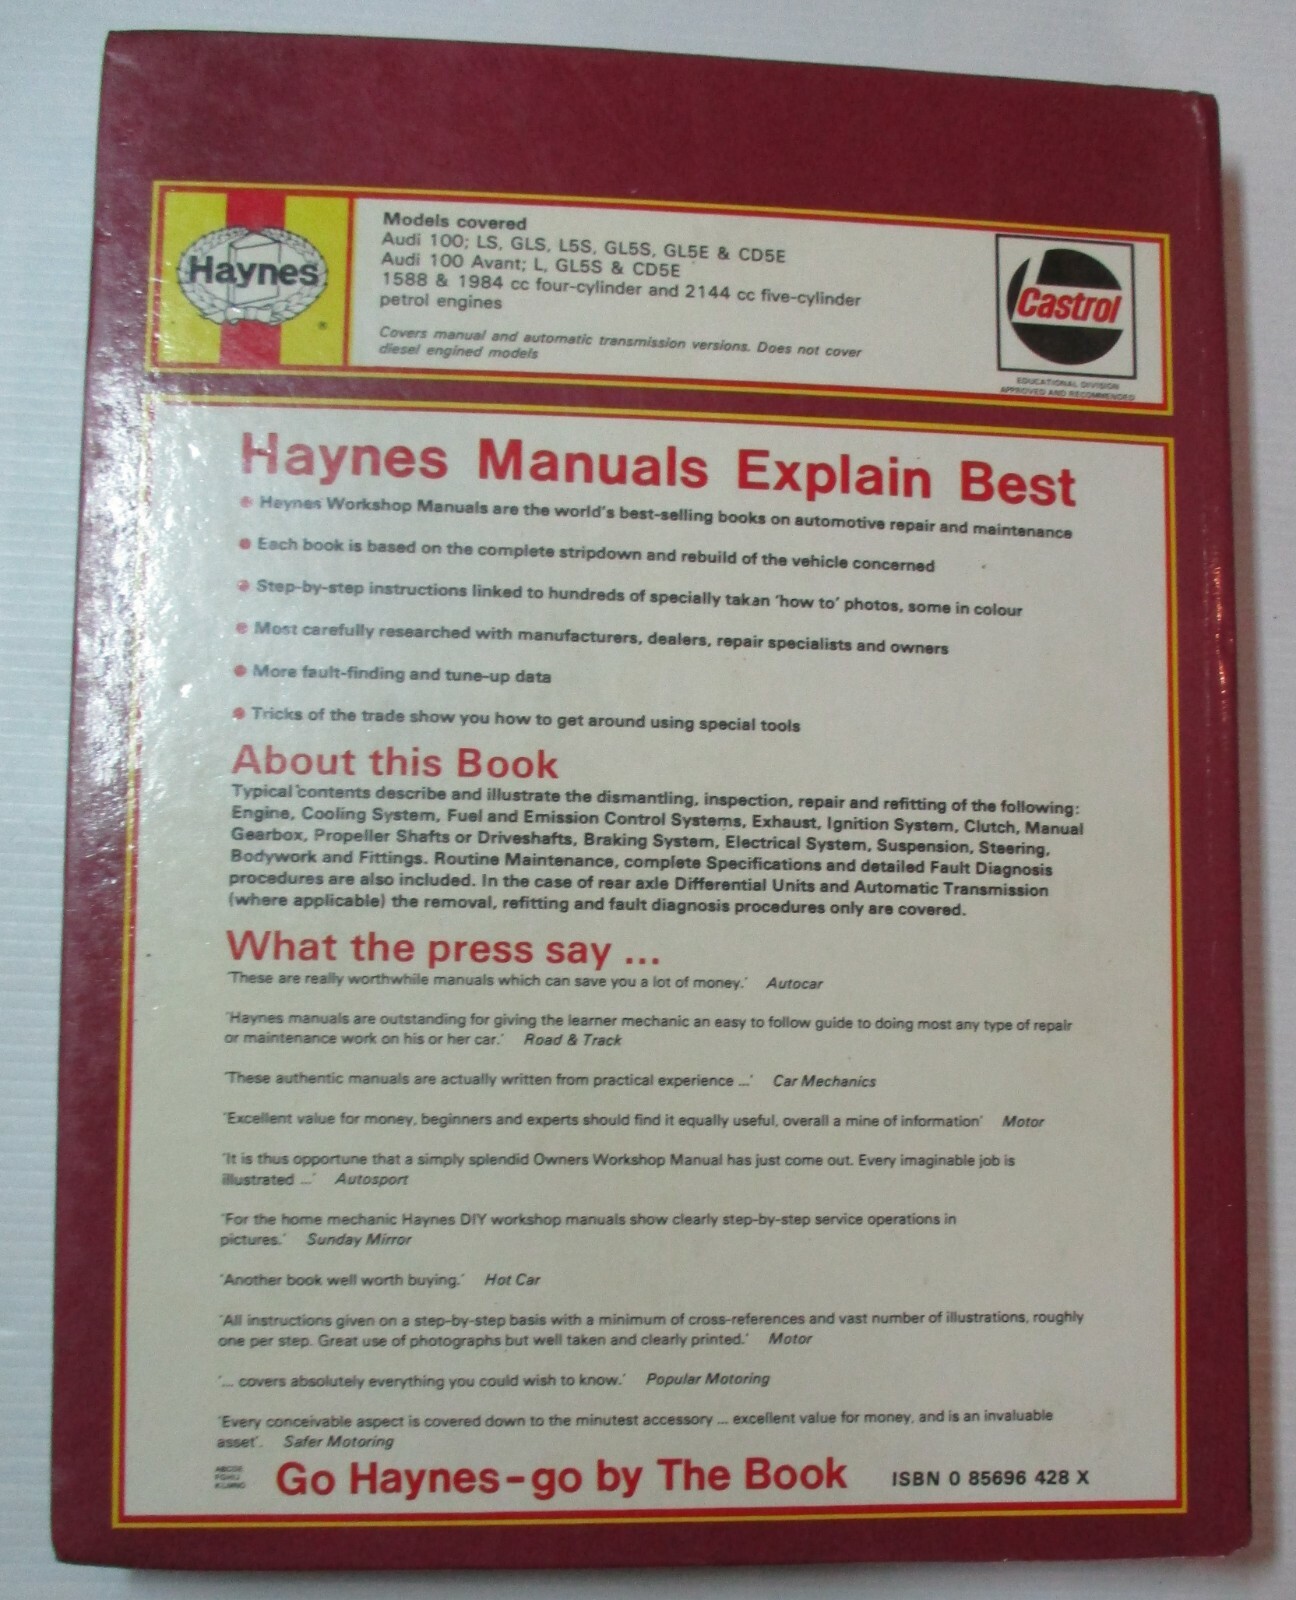 Haynes
®
Models covered
Audi 100; LS, GLS, L5S, GL5S, GL5E & CD5E
Audi 100 Avant; L, GL5S & CD5E
1588 & 1984 cc four-cylinder and 2144 cc five-cylinder
petrol engines
Covers manual and automatic transmission versions. Does not cover
diesel engined models
Castrol
EDUCATIONAL DIVISION
APPROVED AND RECOMMENDED
Haynes Manuals Explain Best
● Haynes Workshop Manuals are the world's best-selling books on automotive repair and maintenance
● Each book is based on the complete stripdown and rebuild of the vehicle concerned
● Step-by-step instructions linked to hundreds of specially takan 'how to' photos, some in colour
● Most carefully researched with manufacturers, dealers, repair specialists and owners
● More fault-finding and tune-up data
● Tricks of the trade show you how to get around using special tools
About this Book
Typical contents describe and illustrate the dismantling, inspection, repair and refitting of the following:
Engine, Cooling System, Fuel and Emission Control Systems, Exhaust, Ignition System, Clutch, Manual
Gearbox, Propeller Shafts or Driveshafts, Braking System, Electrical System, Suspension, Steering,
Bodywork and Fittings. Routine Maintenance, complete Specifications and detailed Fault Diagnosis
procedures are also included. In the case of rear axle Differential Units and Automatic Transmission
(where applicable) the removal, refitting and fault diagnosis procedures only are covered.
What the press say ...
'These are really worthwhile manuals which can save you a lot of money.' Autocar
'Haynes manuals are outstanding for giving the learner mechanic an easy to follow guide to doing most any type of repair
or maintenance work on his or her car.' Road & Track
'These authentic manuals are actually written from practical experience ...' Car Mechanics
'Excellent value for money, beginners and experts should find it equally useful, overall a mine of information' Motor
'It is thus opportune that a simply splendid Owners Workshop Manual has just come out. Every imaginable job is
illustrated ...' Autosport
'For the home mechanic Haynes DIY workshop manuals show clearly step-by-step service operations in
pictures.' Sunday Mirror
'Another book well worth buying.' Hot Car
'All instructions given on a step-by-step basis with a minimum of cross-references and vast number of illustrations, roughly
one per step. Great use of photographs but well taken and clearly printed.' Motor
'... covers absolutely everything you could wish to know.' Popular Motoring
'Every conceivable aspect is covered down to the minutest accessory ... excellent value for money, and is an invaluable
asset'. Safer Motoring
ABCDE
FGHIJ
KLMNO
Go Haynes–go by The Book
ISBN 0 85696 428 X